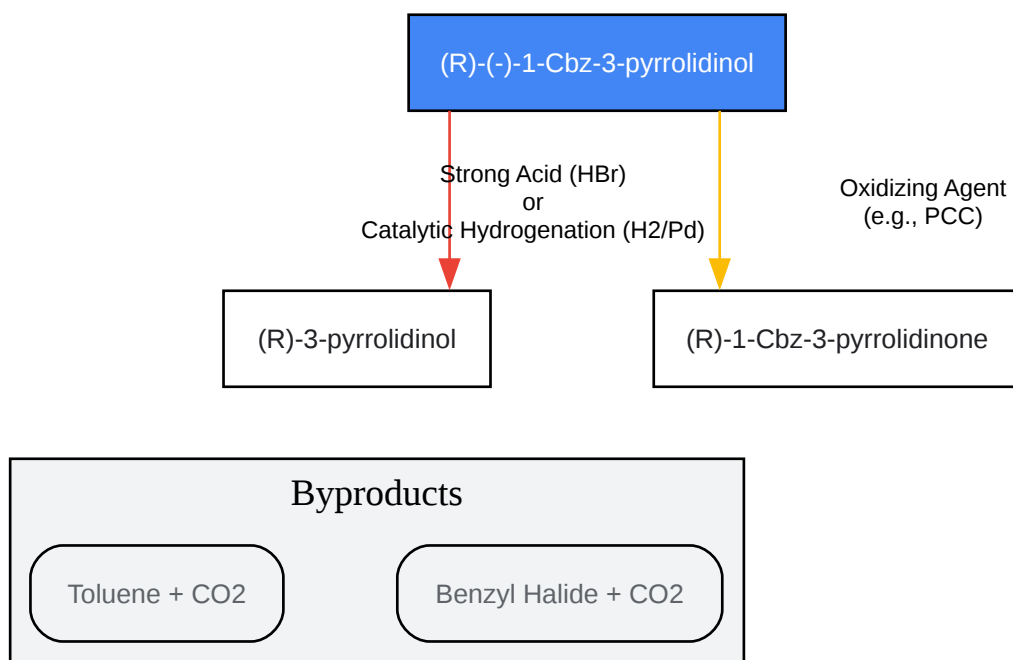 (R)-(-)-1-Cbz-3-pyrrolidinol
Strong Acid (HBr)
or
Catalytic Hydrogenation (H2/Pd)
Oxidizing Agent
(e.g., PCC)
(R)-3-pyrrolidinol
(R)-1-Cbz-3-pyrrolidinone
Byproducts
Toluene + CO2
Benzyl Halide + CO2